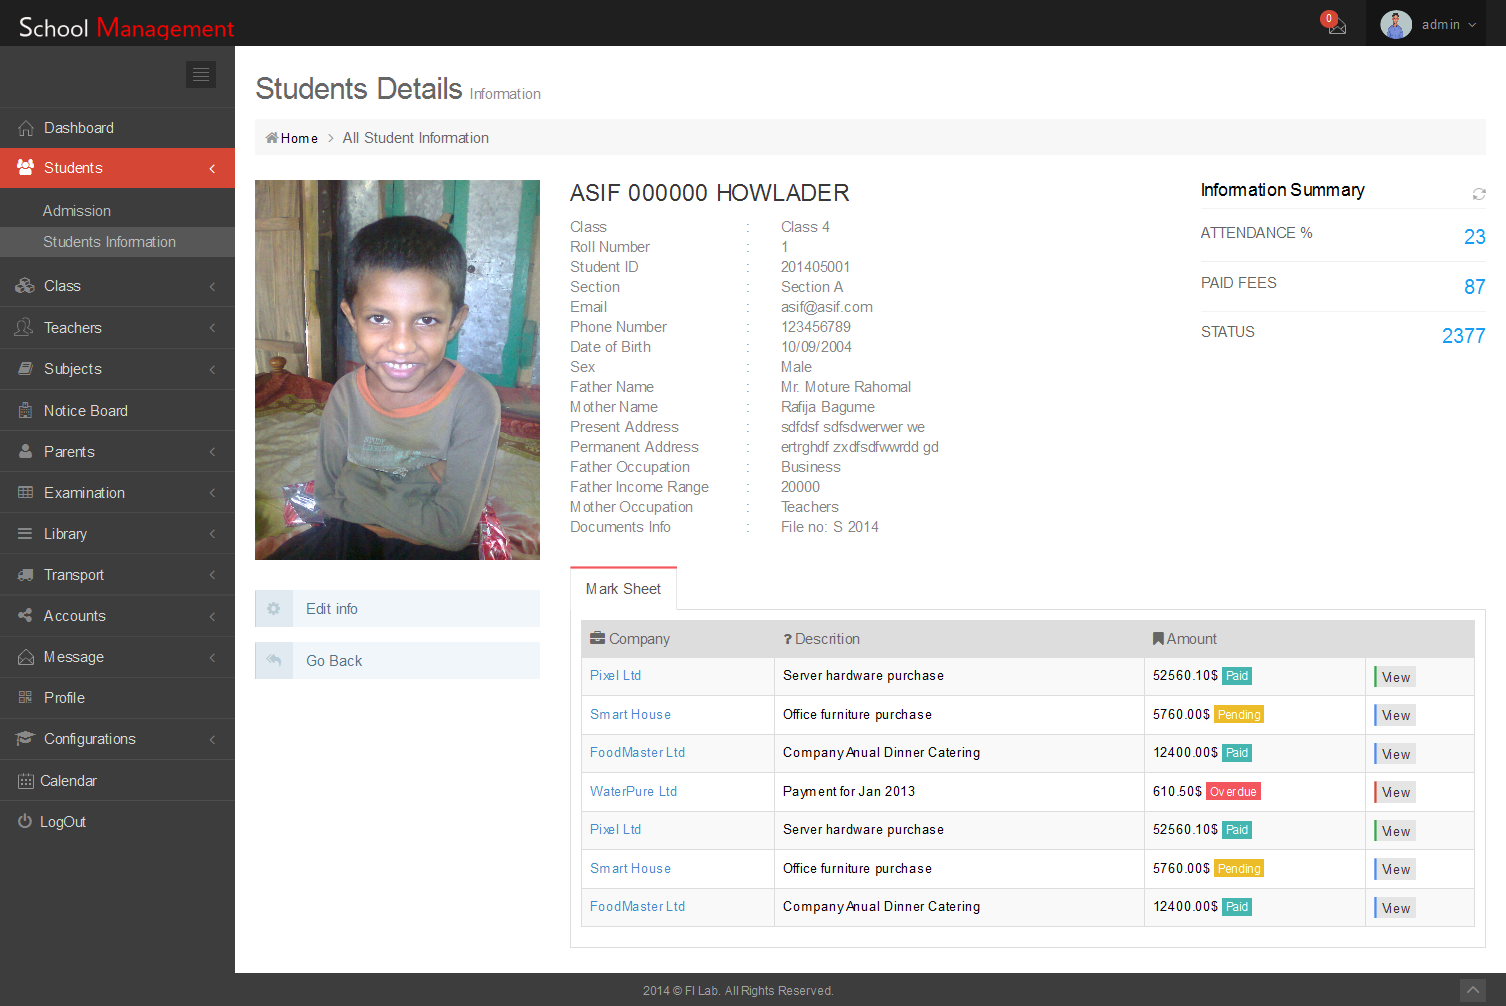 School Management
0
admin
Dashboard
Students
Admission
Students Information
Class
Teachers
Subjects
Notice Board
Parents
Examination
Library
Transport
Accounts
Message
Profile
Configurations
Calendar
LogOut
Students Details Information
Home > All Student Information
Edit info
Go Back
ASIF 000000 HOWLADER
Class : Class 4
Roll Number : 1
Student ID : 201405001
Section : Section A
Email : asif@asif.com
Phone Number : 123456789
Date of Birth : 10/09/2004
Sex : Male
Father Name : Mr. Moture Rahomal
Mother Name : Rafija Bagume
Present Address : sdfdsf sdfsdwerwer we
Permanent Address : ertrghdf zxdfsdfwwrdd gd
Father Occupation : Business
Father Income Range : 20000
Mother Occupation : Teachers
Documents Info : File no: S 2014
Information Summary
ATTENDANCE % 23
PAID FEES 87
STATUS 2377
Mark Sheet
Company ? Descrition Amount
Pixel Ltd Server hardware purchase 52560.10$ Paid View
Smart House Office furniture purchase 5760.00$ Pending View
FoodMaster Ltd Company Anual Dinner Catering 12400.00$ Paid View
WaterPure Ltd Payment for Jan 2013 610.50$ Overdue View
Pixel Ltd Server hardware purchase 52560.10$ Paid View
Smart House Office furniture purchase 5760.00$ Pending View
FoodMaster Ltd Company Anual Dinner Catering 12400.00$ Paid View
2014 © FI Lab. All Rights Reserved.